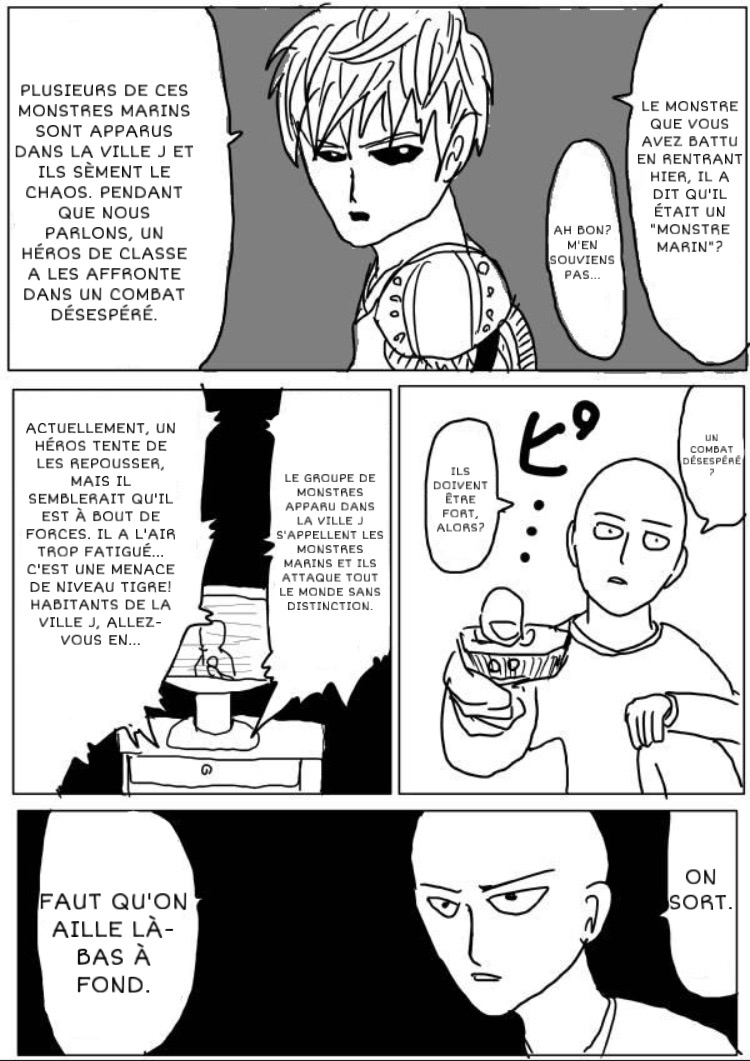 LE MONSTRE
QUE VOUS
AVEZ BATTU
EN RENTRANT
HIER, IL A
DIT QU'IL
ÉTAIT UN
"MONSTRE
MARIN"?
AH BON?
M'EN
SOUVIENS
PAS...
PLUSIEURS DE CES
MONSTRES MARINS
SONT APPARUS
DANS LA VILLE J ET
ILS SÈMENT LE
CHAOS. PENDANT
QUE NOUS
PARLONS, UN
HÉROS DE CLASSE
A LES AFFRONTE
DANS UN COMBAT
DÉSESPÉRÉ.
UN
COMBAT
DÉSESPÉRÉ
?
ピ...
ILS
DOIVENT
ÊTRE
FORT,
ALORS?
LE GROUPE DE
MONSTRES
APPARU DANS
LA VILLE J
S'APPELLENT LES
MONSTRES
MARINS ET ILS
ATTAQUE TOUT
LE MONDE SANS
DISTINCTION.
ACTUELLEMENT, UN
HÉROS TENTE DE
LES REPOUSSER,
MAIS IL
SEMBLERAIT QU'IL
EST À BOUT DE
FORCES. IL A L'AIR
TROP FATIGUÉ...
C'EST UNE MENACE
DE NIVEAU TIGRE!
HABITANTS DE LA
VILLE J, ALLEZ-
VOUS EN...
ON
SORT.
FAUT QU'ON
AILLE LÀ-
BAS À
FOND.